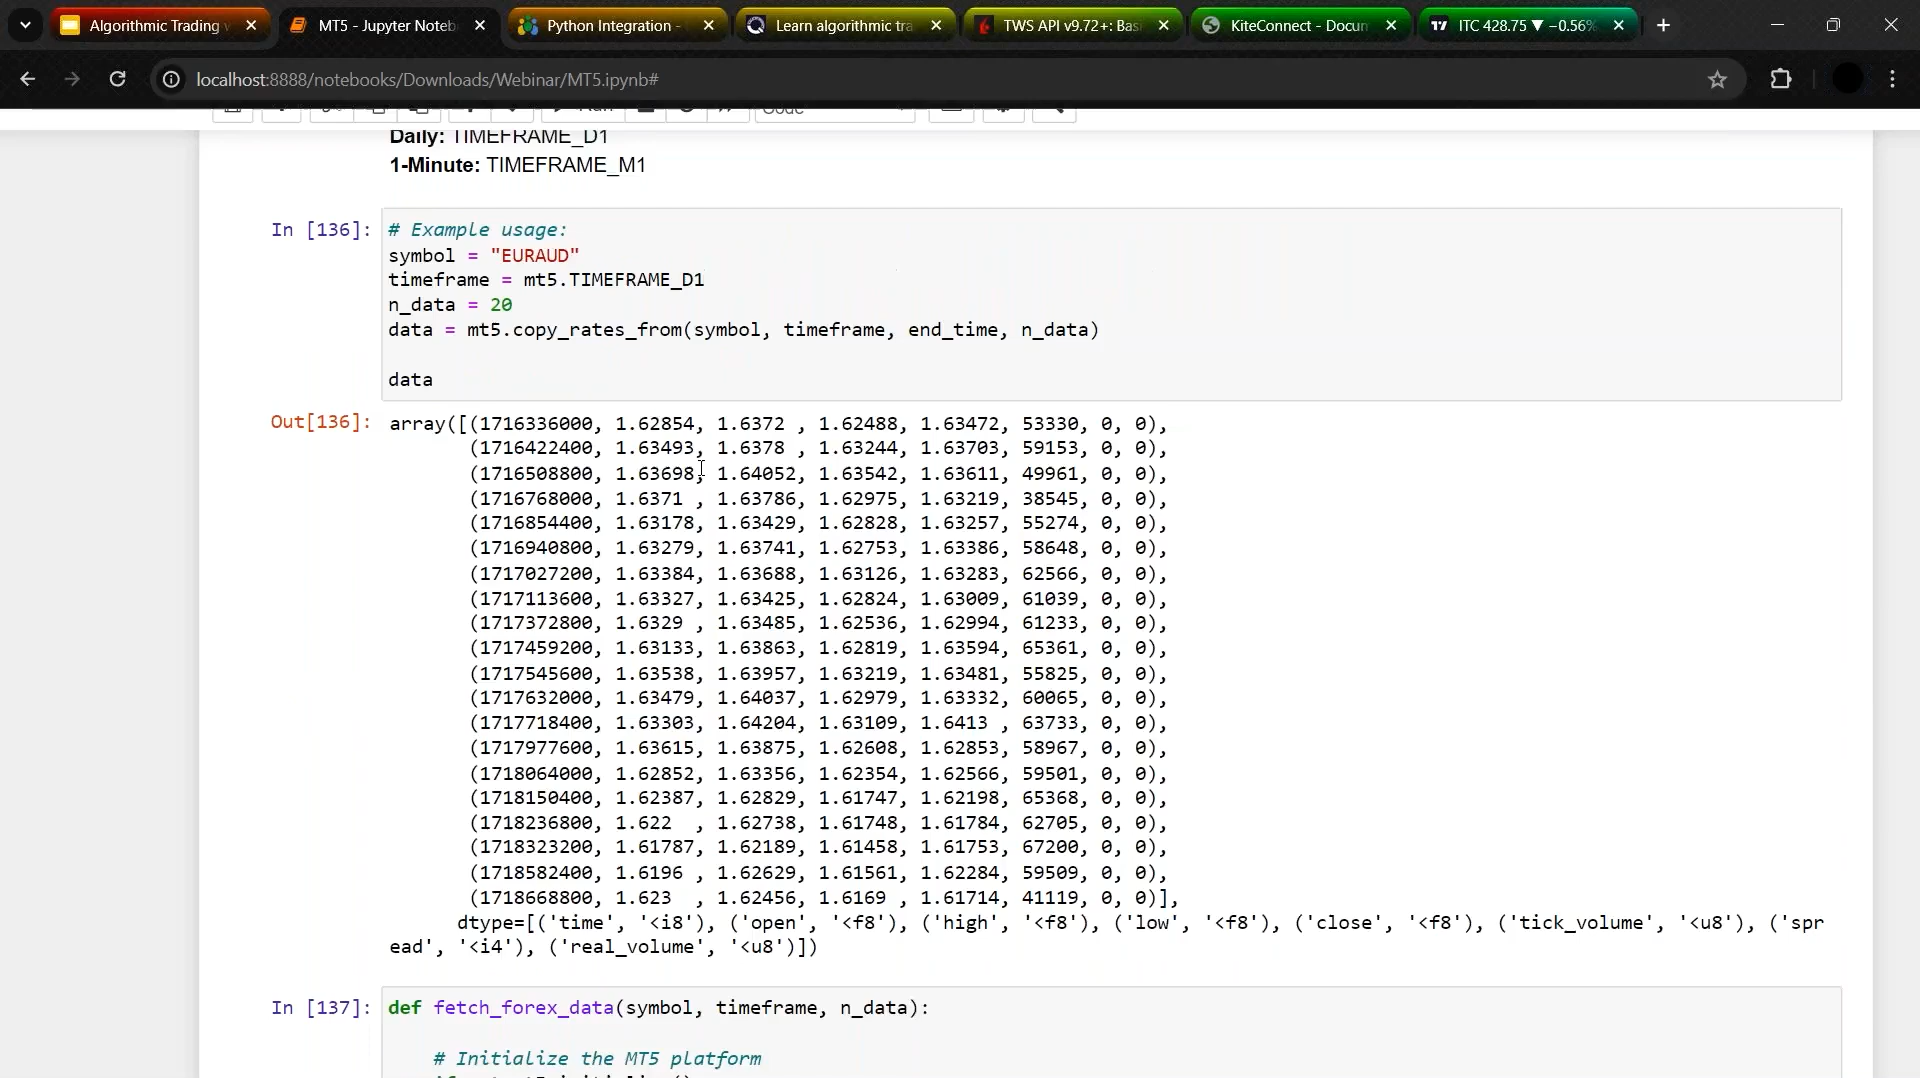 Algorithmic Trading
MT5 - Jupyter Noteb
Python Integration -
Learn algorithmic tra
TWS API v9.72+: Bas
KiteConnect - Docum
ITC 428.75 ▼ −0.56%
localhost:8888/notebooks/Downloads/Webinar/MT5.ipynb#
Daily: TIMEFRAME_D1
1-Minute: TIMEFRAME_M1
In [136]: # Example usage:
symbol = "EURAUD"
timeframe = mt5.TIMEFRAME_D1
n_data = 20
data = mt5.copy_rates_from(symbol, timeframe, end_time, n_data)
data
Out[136]: array([(1716336000, 1.62854, 1.6372 , 1.62488, 1.63472, 53330, 0, 0),
(1716422400, 1.63493, 1.6378 , 1.63244, 1.63703, 59153, 0, 0),
(1716508800, 1.63698, 1.64052, 1.63542, 1.63611, 49961, 0, 0),
(1716768000, 1.6371 , 1.63786, 1.62975, 1.63219, 38545, 0, 0),
(1716854400, 1.63178, 1.63429, 1.62828, 1.63257, 55274, 0, 0),
(1716940800, 1.63279, 1.63741, 1.62753, 1.63386, 58648, 0, 0),
(1717027200, 1.63384, 1.63688, 1.63126, 1.63283, 62566, 0, 0),
(1717113600, 1.63327, 1.63425, 1.62824, 1.63009, 61039, 0, 0),
(1717372800, 1.6329 , 1.63485, 1.62536, 1.62994, 61233, 0, 0),
(1717459200, 1.63133, 1.63863, 1.62819, 1.63594, 65361, 0, 0),
(1717545600, 1.63538, 1.63957, 1.63219, 1.63481, 55825, 0, 0),
(1717632000, 1.63479, 1.64037, 1.62979, 1.63332, 60065, 0, 0),
(1717718400, 1.63303, 1.64204, 1.63109, 1.6413 , 63733, 0, 0),
(1717977600, 1.63615, 1.63875, 1.62608, 1.62853, 58967, 0, 0),
(1718064000, 1.62852, 1.63356, 1.62354, 1.62566, 59501, 0, 0),
(1718150400, 1.62387, 1.62829, 1.61747, 1.62198, 65368, 0, 0),
(1718236800, 1.622  , 1.62738, 1.61748, 1.61784, 62705, 0, 0),
(1718323200, 1.61787, 1.62189, 1.61458, 1.61753, 67200, 0, 0),
(1718582400, 1.6196 , 1.62629, 1.61561, 1.62284, 59509, 0, 0),
(1718668800, 1.623  , 1.62456, 1.6169 , 1.61714, 41119, 0, 0)],
dtype=[('time', '<i8'), ('open', '<f8'), ('high', '<f8'), ('low', '<f8'), ('close', '<f8'), ('tick_volume', '<u8'), ('spr
ead', '<i4'), ('real_volume', '<u8')])
In [137]: def fetch_forex_data(symbol, timeframe, n_data):
# Initialize the MT5 platform